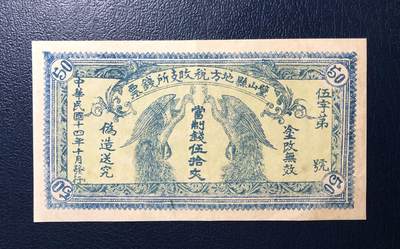 50
50
璧山縣地方稅收支所錢票
伍字第　號
塗改無效
當制錢伍拾文
偽造送究
中華民國十四年十月發行
50
50